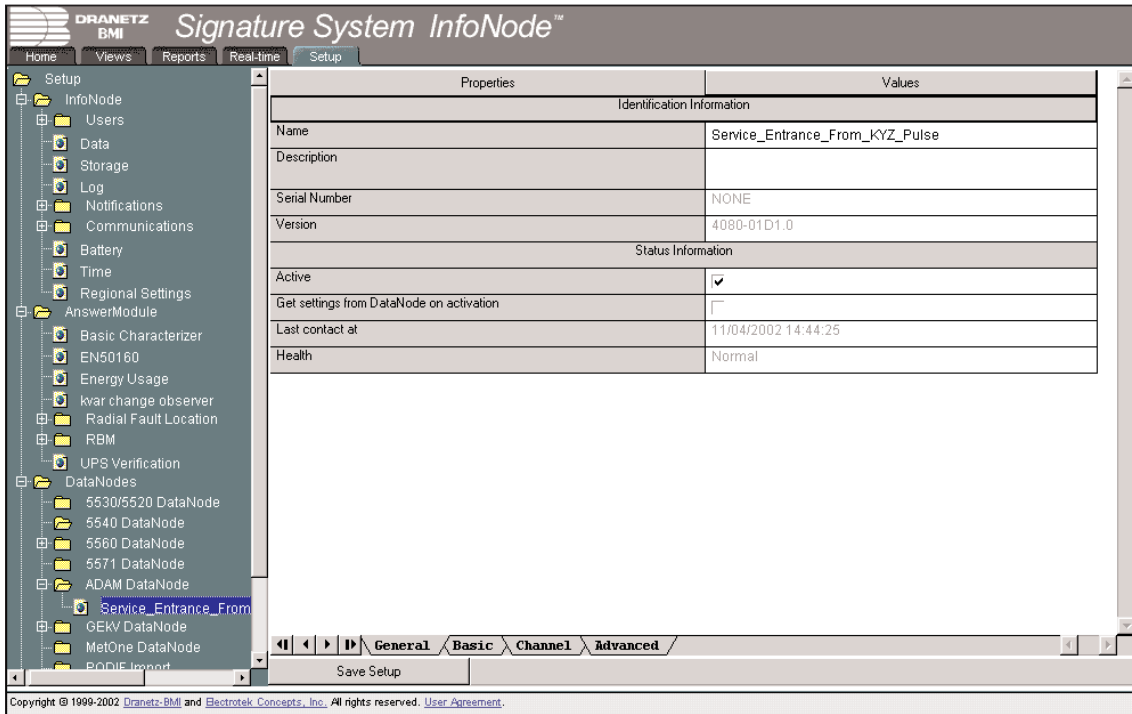 DRANETZ
BMI
Signature System InfoNode™
Home Views Reports Real-time Setup
Setup
InfoNode
Users
Data
Storage
Log
Notifications
Communications
Battery
Time
Regional Settings
AnswerModule
Basic Characterizer
EN50160
Energy Usage
kvar change observer
Radial Fault Location
RBM
UPS Verification
DataNodes
5530/5520 DataNode
5540 DataNode
5560 DataNode
5571 DataNode
ADAM DataNode
Service_Entrance_From
GEkV DataNode
MetOne DataNode
PQDIF Import
Properties Values
Identification Information
Name Service_Entrance_From_KYZ_Pulse
Description
Serial Number NONE
Version 4080-01D1.0
Status Information
Active
Get settings from DataNode on activation
Last contact at 11/04/2002 14:44:25
Health Normal
General Basic Channel Advanced
Save Setup
Copyright © 1999-2002 Dranetz-BMI and Electrotek Concepts, Inc. All rights reserved. User Agreement.